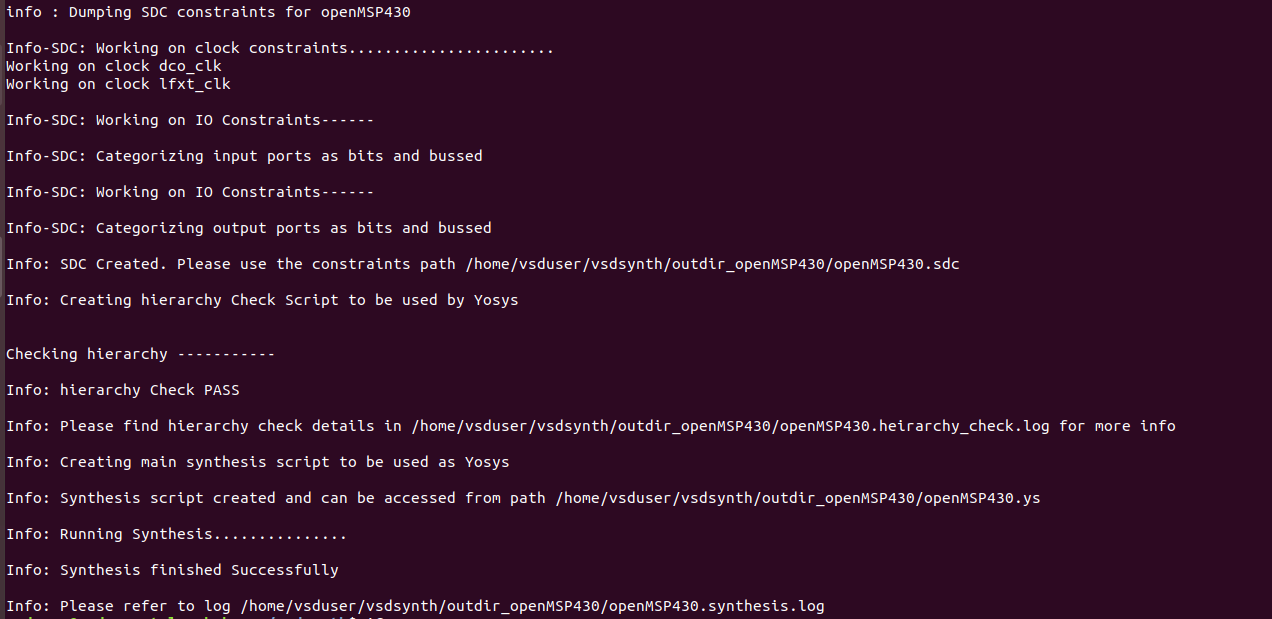 info : Dumping SDC constraints for openMSP430
Info-SDC: Working on clock constraints.......................
Working on clock dco_clk
Working on clock lfxt_clk
Info-SDC: Working on IO Constraints------
Info-SDC: Categorizing input ports as bits and bussed
Info-SDC: Working on IO Constraints------
Info-SDC: Categorizing output ports as bits and bussed
Info: SDC Created. Please use the constraints path /home/vsduser/vsdsynth/outdir_openMSP430/openMSP430.sdc
Info: Creating hierarchy Check Script to be used by Yosys
Checking hierarchy -----------
Info: hierarchy Check PASS
Info: Please find hierarchy check details in /home/vsduser/vsdsynth/outdir_openMSP430/openMSP430.heirarchy_check.log for more info
Info: Creating main synthesis script to be used as Yosys
Info: Synthesis script created and can be accessed from path /home/vsduser/vsdsynth/outdir_openMSP430/openMSP430.ys
Info: Running Synthesis...............
Info: Synthesis finished Successfully
Info: Please refer to log /home/vsduser/vsdsynth/outdir_openMSP430/openMSP430.synthesis.log